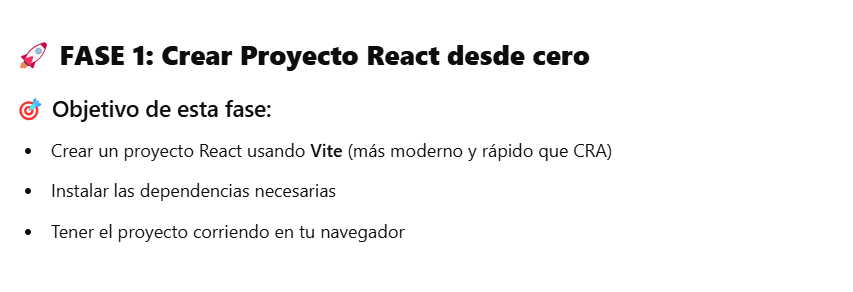 🚀 FASE 1: Crear Proyecto React desde cero
🎯 Objetivo de esta fase:
• Crear un proyecto React usando Vite (más moderno y rápido que CRA)
• Instalar las dependencias necesarias
• Tener el proyecto corriendo en tu navegador